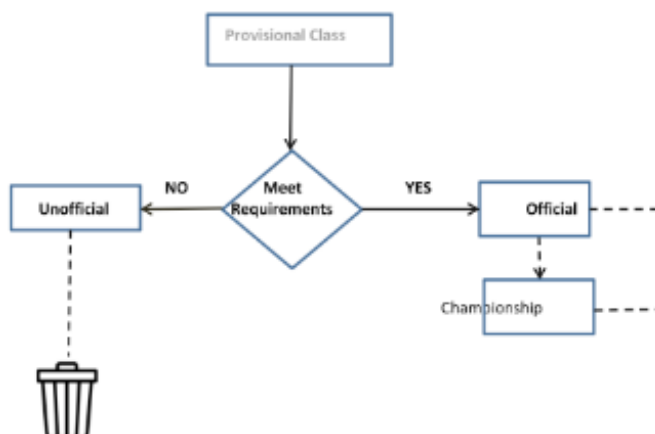 Provisional Class
NO
Meet
Requirements
YES
Unofficial
Official
Championship